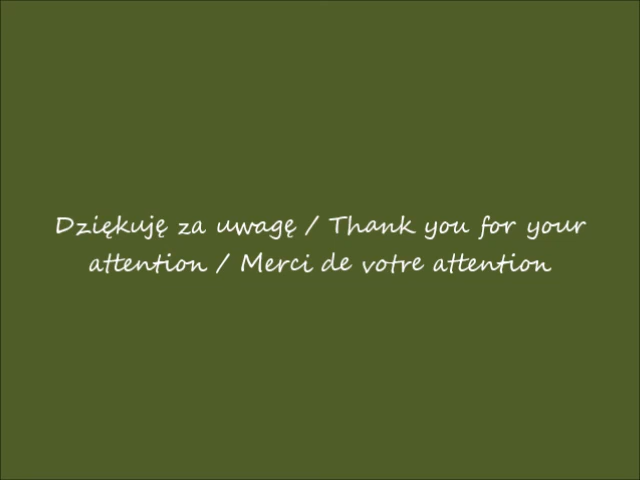 Dziękuję za uwagę / Thank you for your
attention / Merci de votre attention